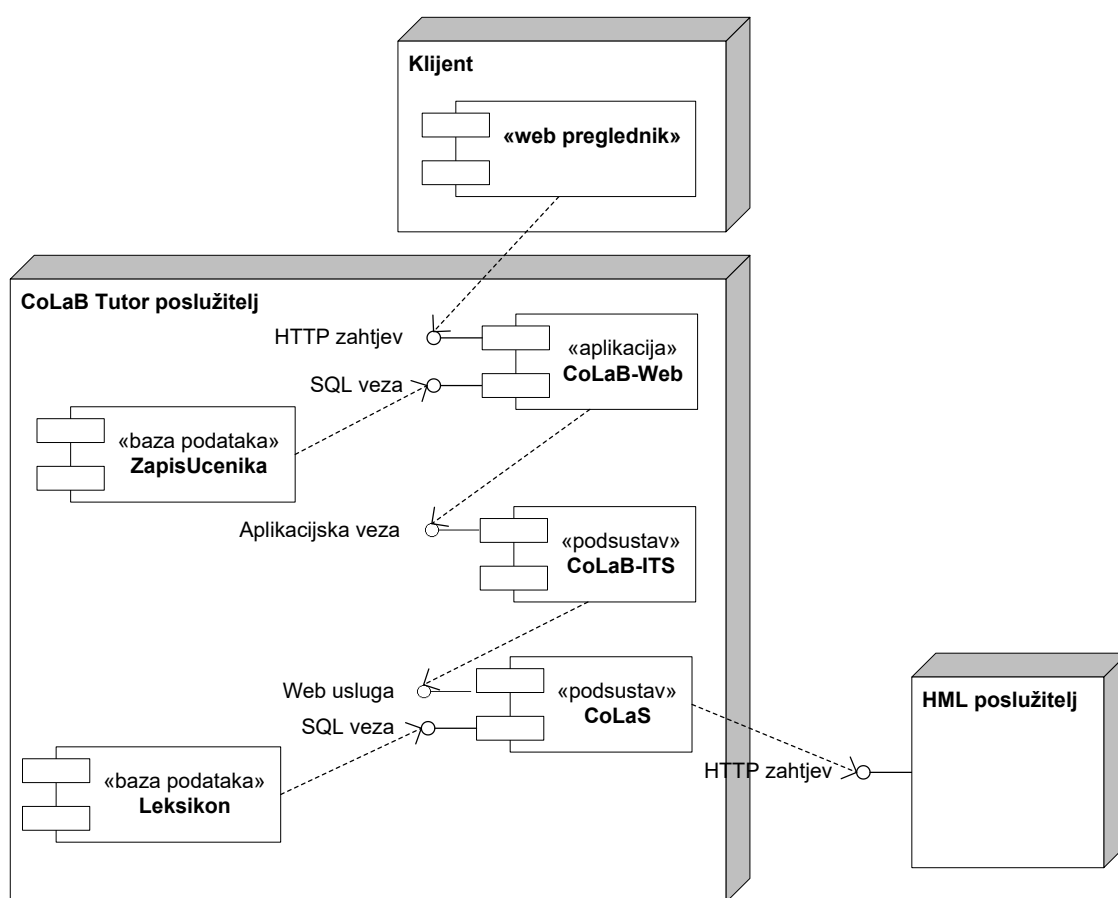 Klijent
«web preglednik»
CoLaB Tutor poslužitelj
HTTP zahtjev
«aplikacija»
CoLaB-Web
SQL veza
«baza podataka»
ZapisUcenika
Aplikacijska veza
«podsustav»
CoLaB-ITS
Web usluga
«podsustav»
CoLaS
SQL veza
HML poslužitelj
HTTP zahtjev
«baza podataka»
Leksikon